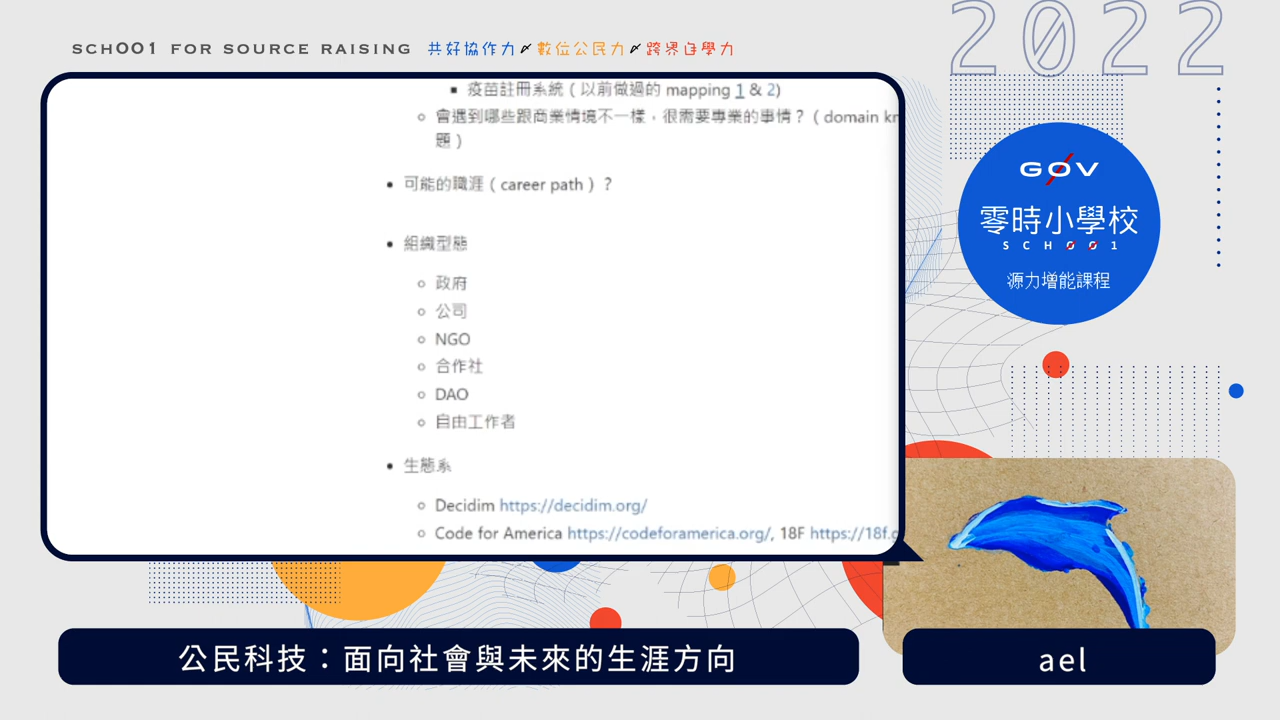 SCHOO1 FOR SOURCE RAISING 共好協作力 數位公民力 跨界自學力
2022
疫苗註冊系統（以前做過的 mapping 1 & 2)
會遇到哪些跟商業情境不一樣，很需要專業的事情？（domain kn
題）
可能的職涯（career path）？
組織型態
政府
公司
NGO
合作社
DAO
自由工作者
生態系
Decidim https://decidim.org/
Code for America https://codeforamerica.org/, 18F https://18f.g
G0V
零時小學校
SCH001
源力增能課程
公民科技：面向社會與未來的生涯方向
ael